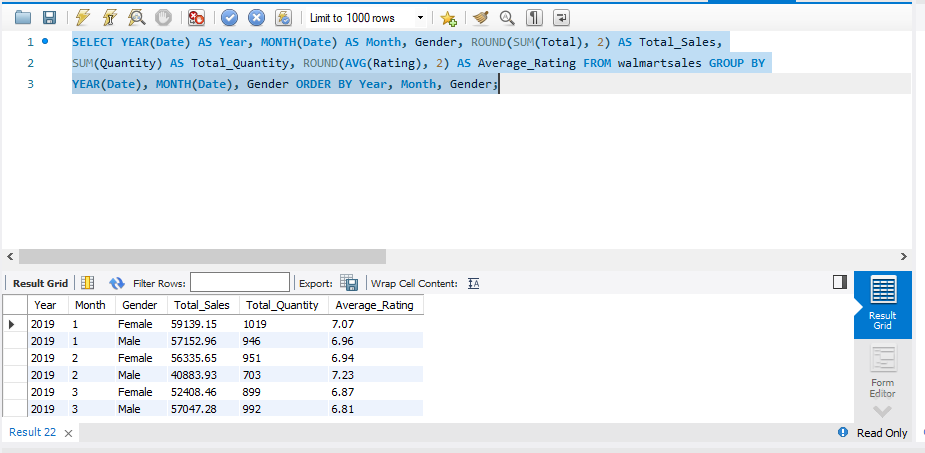 Limit to 1000 rows
1 SELECT YEAR(Date) AS Year, MONTH(Date) AS Month, Gender, ROUND(SUM(Total), 2) AS Total_Sales,
2 SUM(Quantity) AS Total_Quantity, ROUND(AVG(Rating), 2) AS Average_Rating FROM walmartsales GROUP BY
3 YEAR(Date), MONTH(Date), Gender ORDER BY Year, Month, Gender;
Result Grid Filter Rows: Export: Wrap Cell Content: IA
Year Month Gender Total_Sales Total_Quantity Average_Rating
2019 1 Female 59139.15 1019 7.07
2019 1 Male 57152.96 946 6.96
2019 2 Female 56335.65 951 6.94
2019 2 Male 40883.93 703 7.23
2019 3 Female 52408.46 899 6.87
2019 3 Male 57047.28 992 6.81
Result
Grid
Form
Editor
Result 22 Read Only